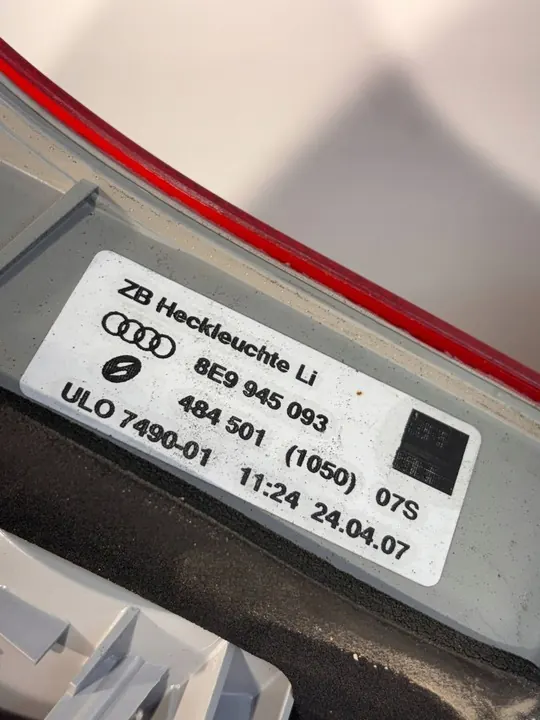 ZB Heckleuchte Li
8E9 945 093
484 501 (1050) 07S
ULO 7490-01 11:24 24.04.07